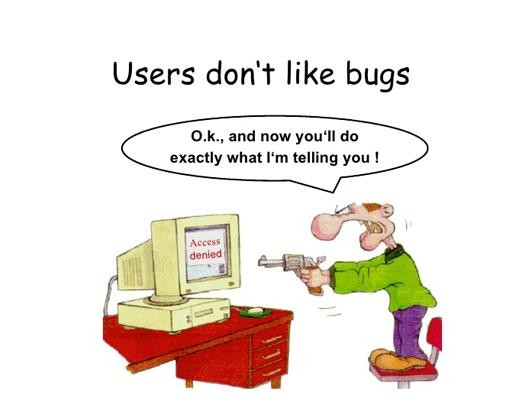 Users don‘t like bugs
O.k., and now you‘ll do
exactly what I‘m telling you !
Access
denied